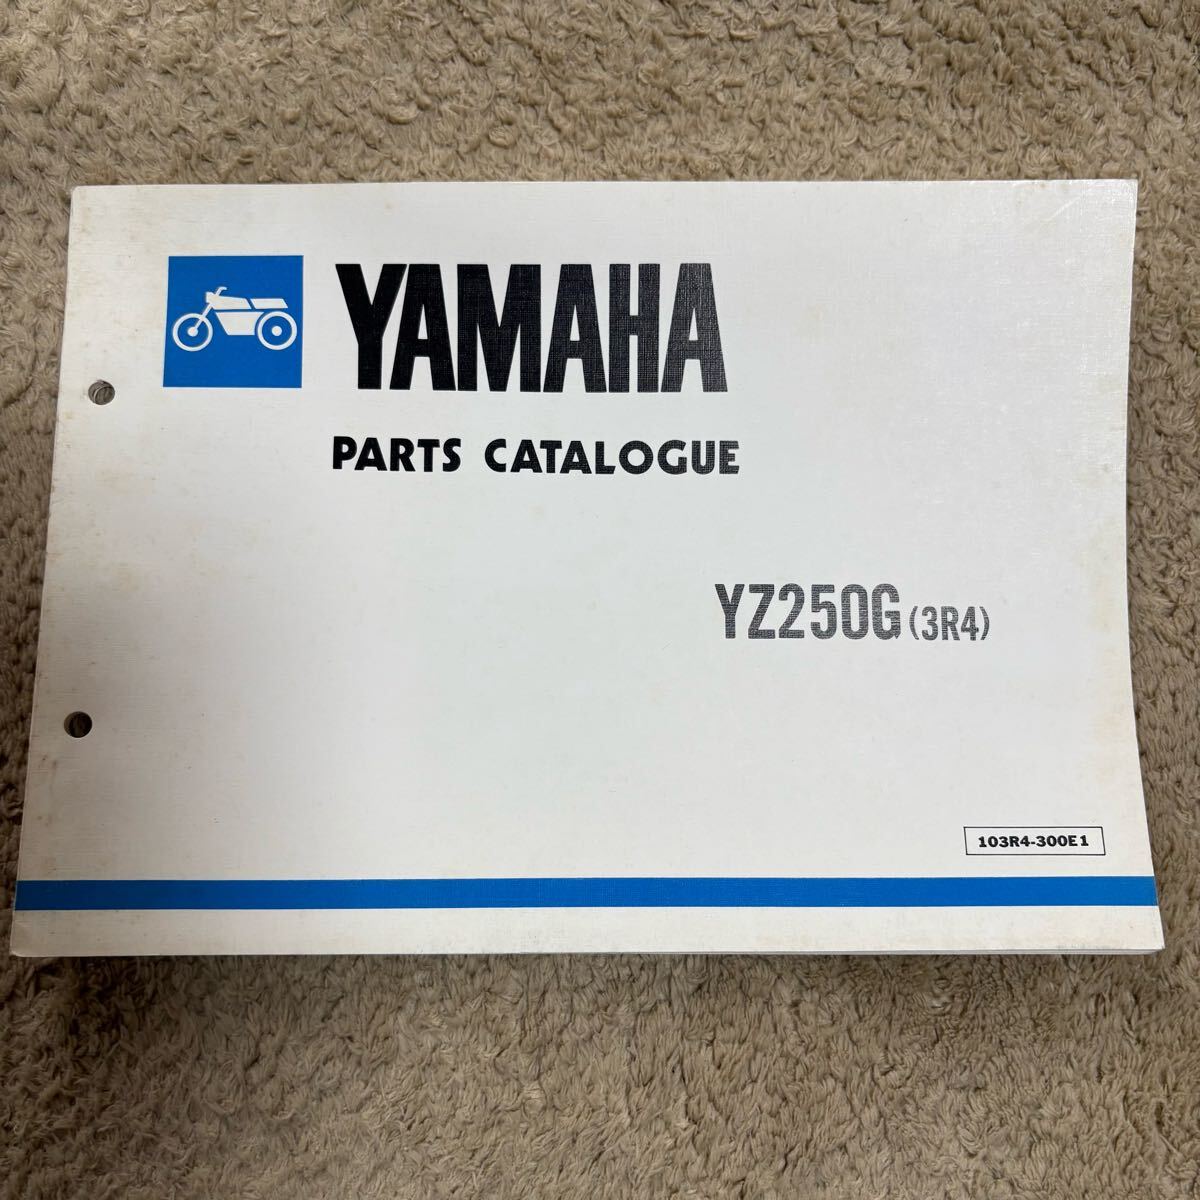 YAMAHA
PARTS CATALOGUE
YZ250G (3R4)
103R4-300E1